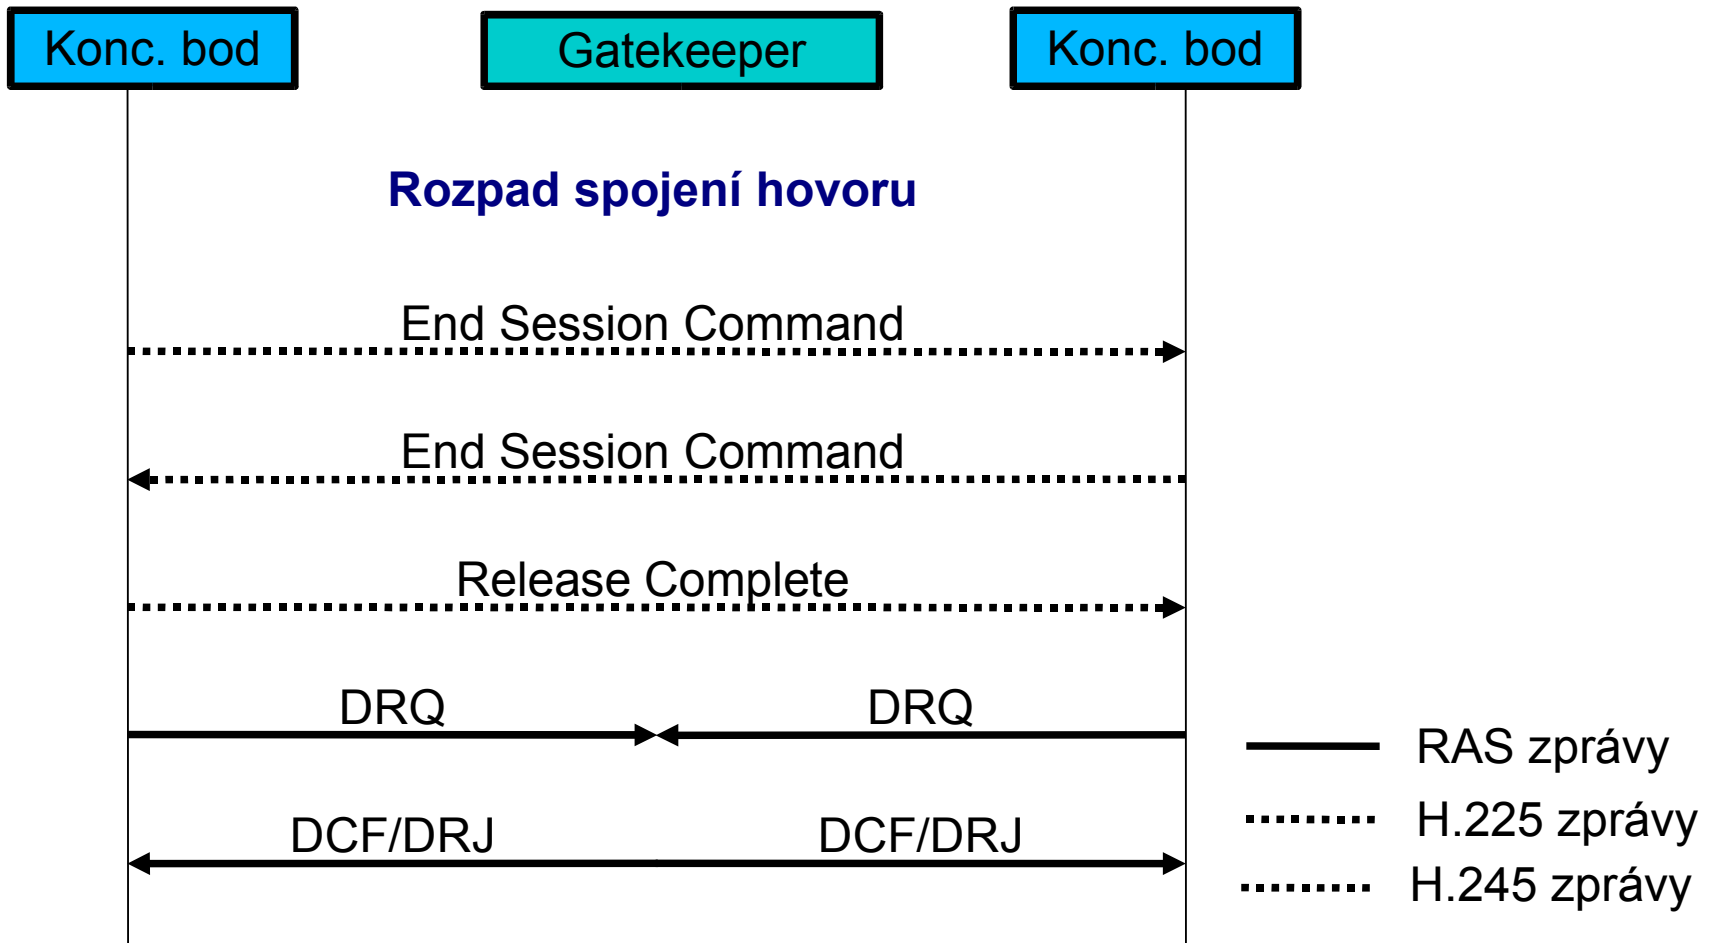 Konc. bod
Gatekeeper
Konc. bod
Rozpad spojení hovoru
End Session Command
End Session Command
Release Complete
DRQ
DRQ
RAS zprávy
H.225 zprávy
DCF/DRJ
DCF/DRJ
H.245 zprávy